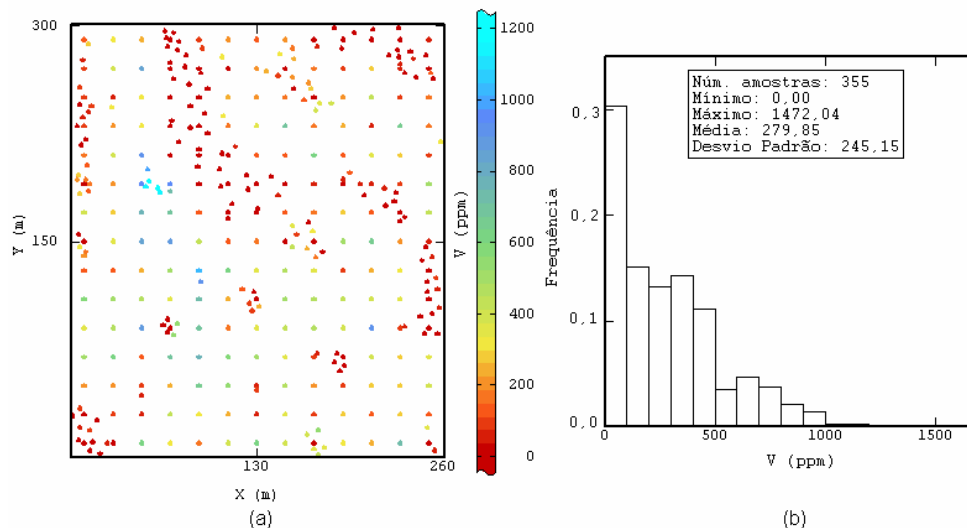 300
150
Y (m)
130
260
X (m)
(a)
1200
1000
800
600
400
200
0
V (ppm)
Núm. amostras: 355
Mínimo: 0,00
Máximo: 1472,04
Média: 279,85
Desvio Padrão: 245,15
0,3
0,2
0,1
0,0
Frequência
0
500
1000
1500
V (ppm)
(b)